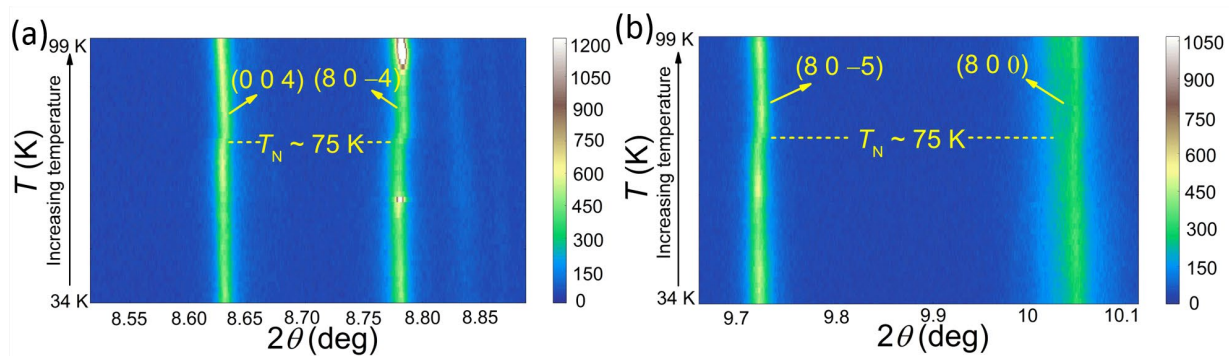 (a)
99 K
(0 0 4) (8 0 –4)
T_N ~ 75 K
T (K)
Increasing temperature
34 K
8.55 8.60 8.65 8.70 8.75 8.80 8.85
2θ (deg)
1200
1050
900
750
600
450
300
150
0
(b)
99 K
(8 0 –5) (8 0 0)
T_N ~ 75 K
T (K)
Increasing temperature
34 K
9.7 9.8 9.9 10 10.1
2θ (deg)
1050
900
750
600
450
300
150
0